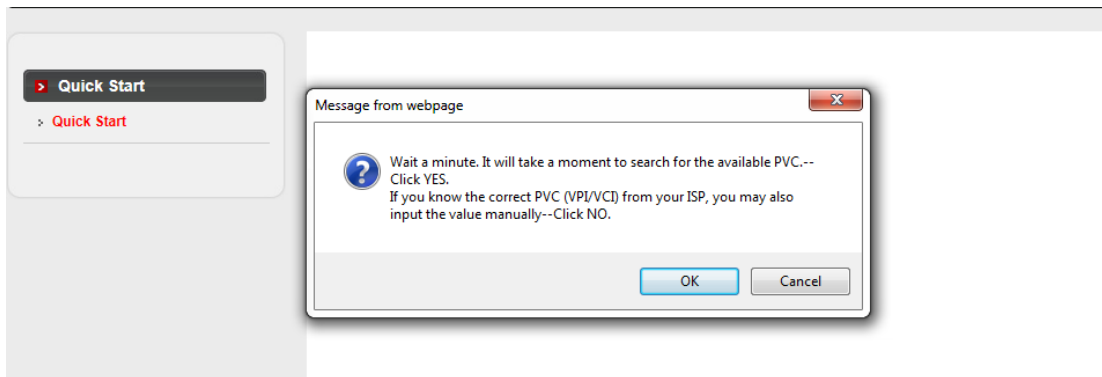 Quick Start
Quick Start
Message from webpage
Wait a minute. It will take a moment to search for the available PVC.--
Click YES.
If you know the correct PVC (VPI/VCI) from your ISP, you may also
input the value manually--Click NO.
OK
Cancel